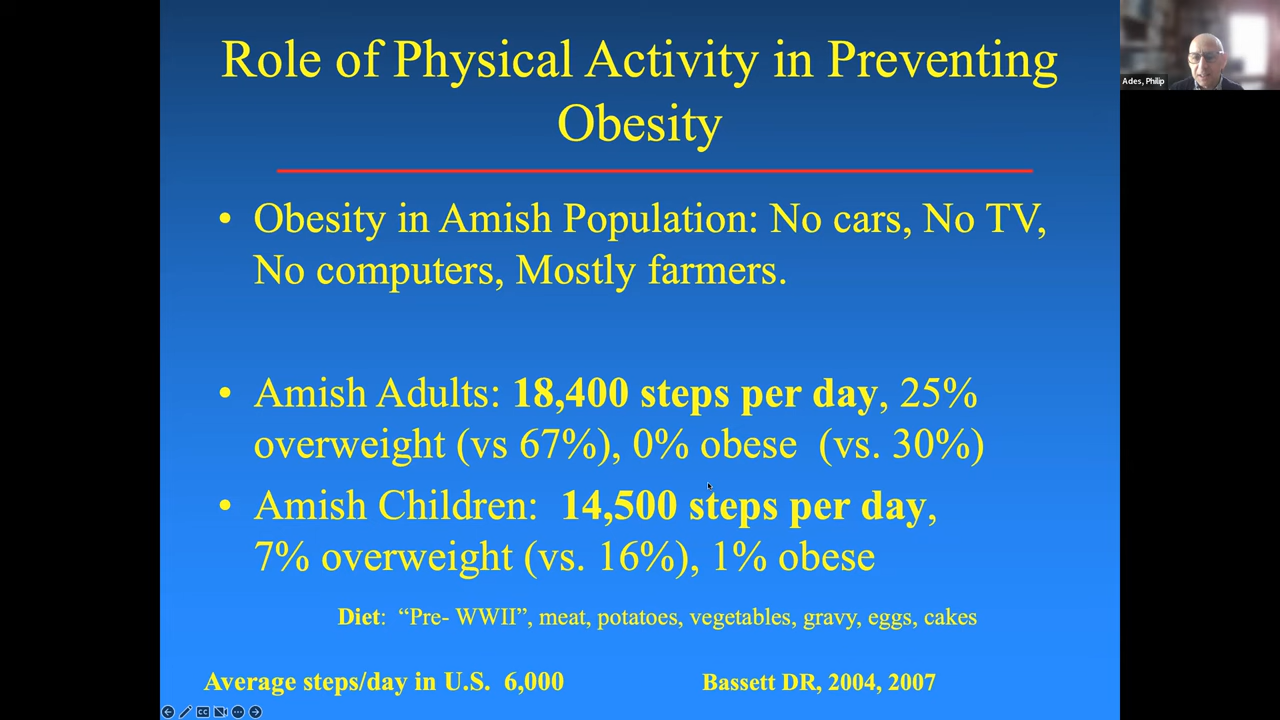 Role of Physical Activity in Preventing
Obesity
Ades, Philip
• Obesity in Amish Population: No cars, No TV,
No computers, Mostly farmers.
• Amish Adults: 18,400 steps per day, 25%
overweight (vs 67%), 0% obese (vs. 30%)
• Amish Children: 14,500 steps per day,
7% overweight (vs. 16%), 1% obese
Diet: “Pre- WWII”, meat, potatoes, vegetables, gravy, eggs, cakes
Average steps/day in U.S. 6,000
Bassett DR, 2004, 2007